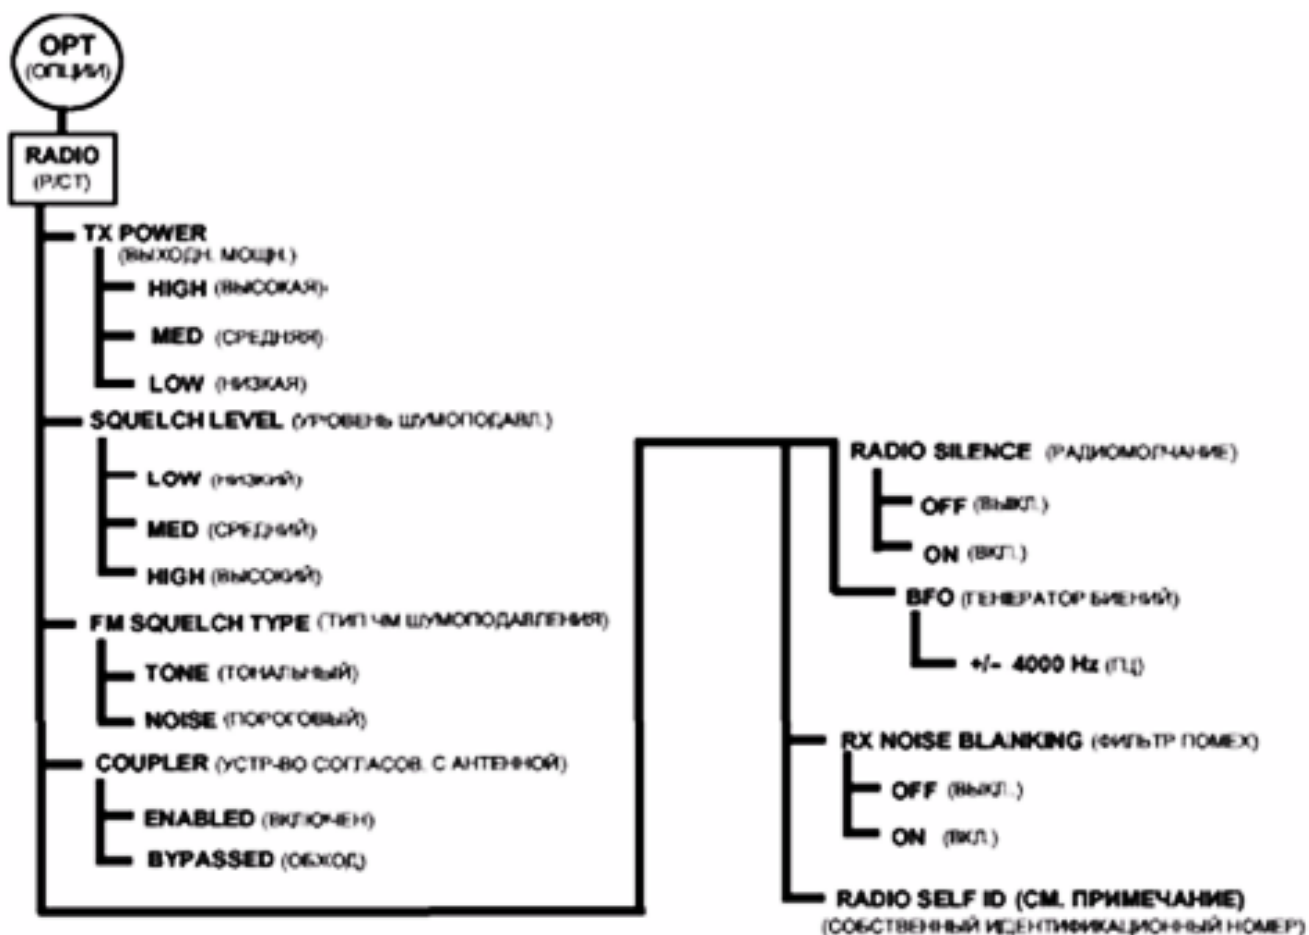 OPT
(ОПЦИИ)
RADIO
(Р/СТ)
TX POWER
(ВЫХОДН. МОЩН.)
HIGH (ВЫСОКАЯ)
MED (СРЕДНЯЯ)
LOW (НИЗКАЯ)
SQUELCH LEVEL (УРОВЕНЬ ШУМОПОДАВЛ.)
LOW (НИЗКИЙ)
MED (СРЕДНИЙ)
HIGH (ВЫСОКИЙ)
FM SQUELCH TYPE (ТИП ЧМ ШУМОПОДАВЛЕНИЯ)
TONE (ТОНАЛЬНЫЙ)
NOISE (ПОРОГОВЫЙ)
COUPLER (УСТР-ВО СОГЛАСОВ. С АНТЕННОЙ)
ENABLED (ВКЛЮЧЕН)
BYPASSED (ОБХОД)
RADIO SILENCE (РАДИОМОЛЧАНИЕ)
OFF (ВЫКЛ.)
ON (ВКЛ.)
BFO (ГЕНЕРАТОР БИЕНИЙ)
+/- 4000 Hz (ГЦ)
RX NOISE BLANKING (ФИЛЬТР ПОМЕХ)
OFF (ВЫКЛ.)
ON (ВКЛ.)
RADIO SELF ID (СМ. ПРИМЕЧАНИЕ)
(СОБСТВЕННЫЙ ИДЕНТИФИКАЦИОННЫЙ НОМЕР)